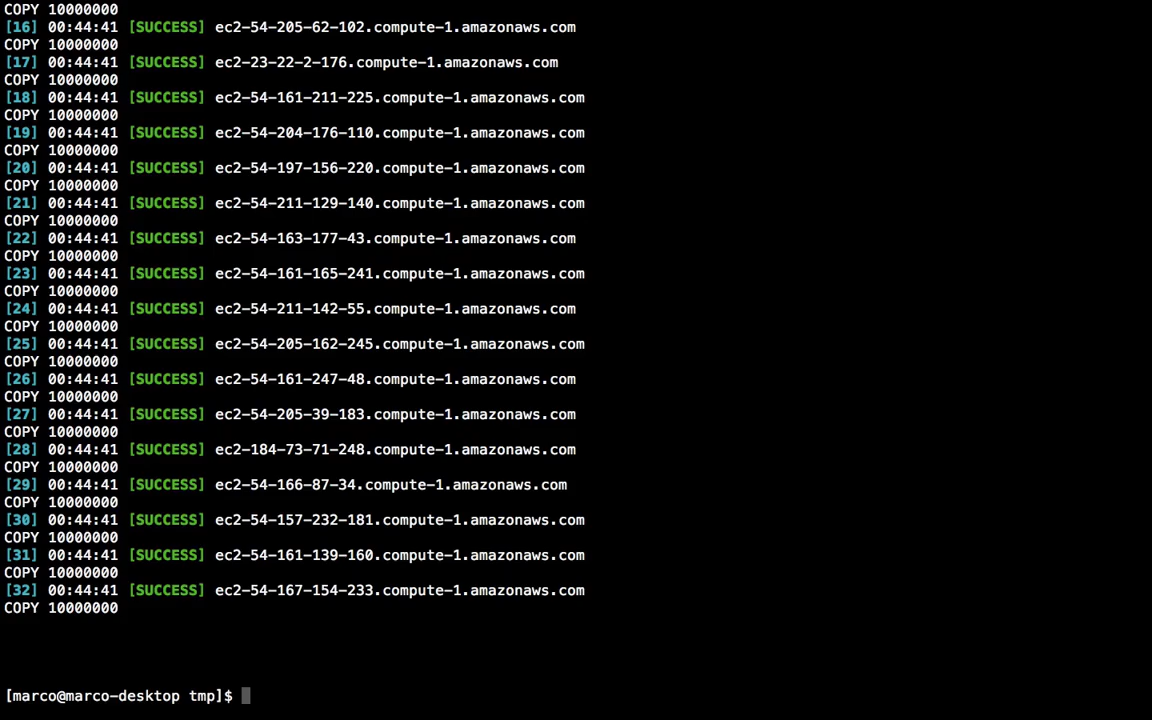 COPY 10000000
[16] 00:44:41 [SUCCESS] ec2-54-205-62-102.compute-1.amazonaws.com
COPY 10000000
[17] 00:44:41 [SUCCESS] ec2-23-22-2-176.compute-1.amazonaws.com
COPY 10000000
[18] 00:44:41 [SUCCESS] ec2-54-161-211-225.compute-1.amazonaws.com
COPY 10000000
[19] 00:44:41 [SUCCESS] ec2-54-204-176-110.compute-1.amazonaws.com
COPY 10000000
[20] 00:44:41 [SUCCESS] ec2-54-197-156-220.compute-1.amazonaws.com
COPY 10000000
[21] 00:44:41 [SUCCESS] ec2-54-211-129-140.compute-1.amazonaws.com
COPY 10000000
[22] 00:44:41 [SUCCESS] ec2-54-163-177-43.compute-1.amazonaws.com
COPY 10000000
[23] 00:44:41 [SUCCESS] ec2-54-161-165-241.compute-1.amazonaws.com
COPY 10000000
[24] 00:44:41 [SUCCESS] ec2-54-211-142-55.compute-1.amazonaws.com
COPY 10000000
[25] 00:44:41 [SUCCESS] ec2-54-205-162-245.compute-1.amazonaws.com
COPY 10000000
[26] 00:44:41 [SUCCESS] ec2-54-161-247-48.compute-1.amazonaws.com
COPY 10000000
[27] 00:44:41 [SUCCESS] ec2-54-205-39-183.compute-1.amazonaws.com
COPY 10000000
[28] 00:44:41 [SUCCESS] ec2-184-73-71-248.compute-1.amazonaws.com
COPY 10000000
[29] 00:44:41 [SUCCESS] ec2-54-166-87-34.compute-1.amazonaws.com
COPY 10000000
[30] 00:44:41 [SUCCESS] ec2-54-157-232-181.compute-1.amazonaws.com
COPY 10000000
[31] 00:44:41 [SUCCESS] ec2-54-161-139-160.compute-1.amazonaws.com
COPY 10000000
[32] 00:44:41 [SUCCESS] ec2-54-167-154-233.compute-1.amazonaws.com
COPY 10000000
[marco@marco-desktop tmp]$